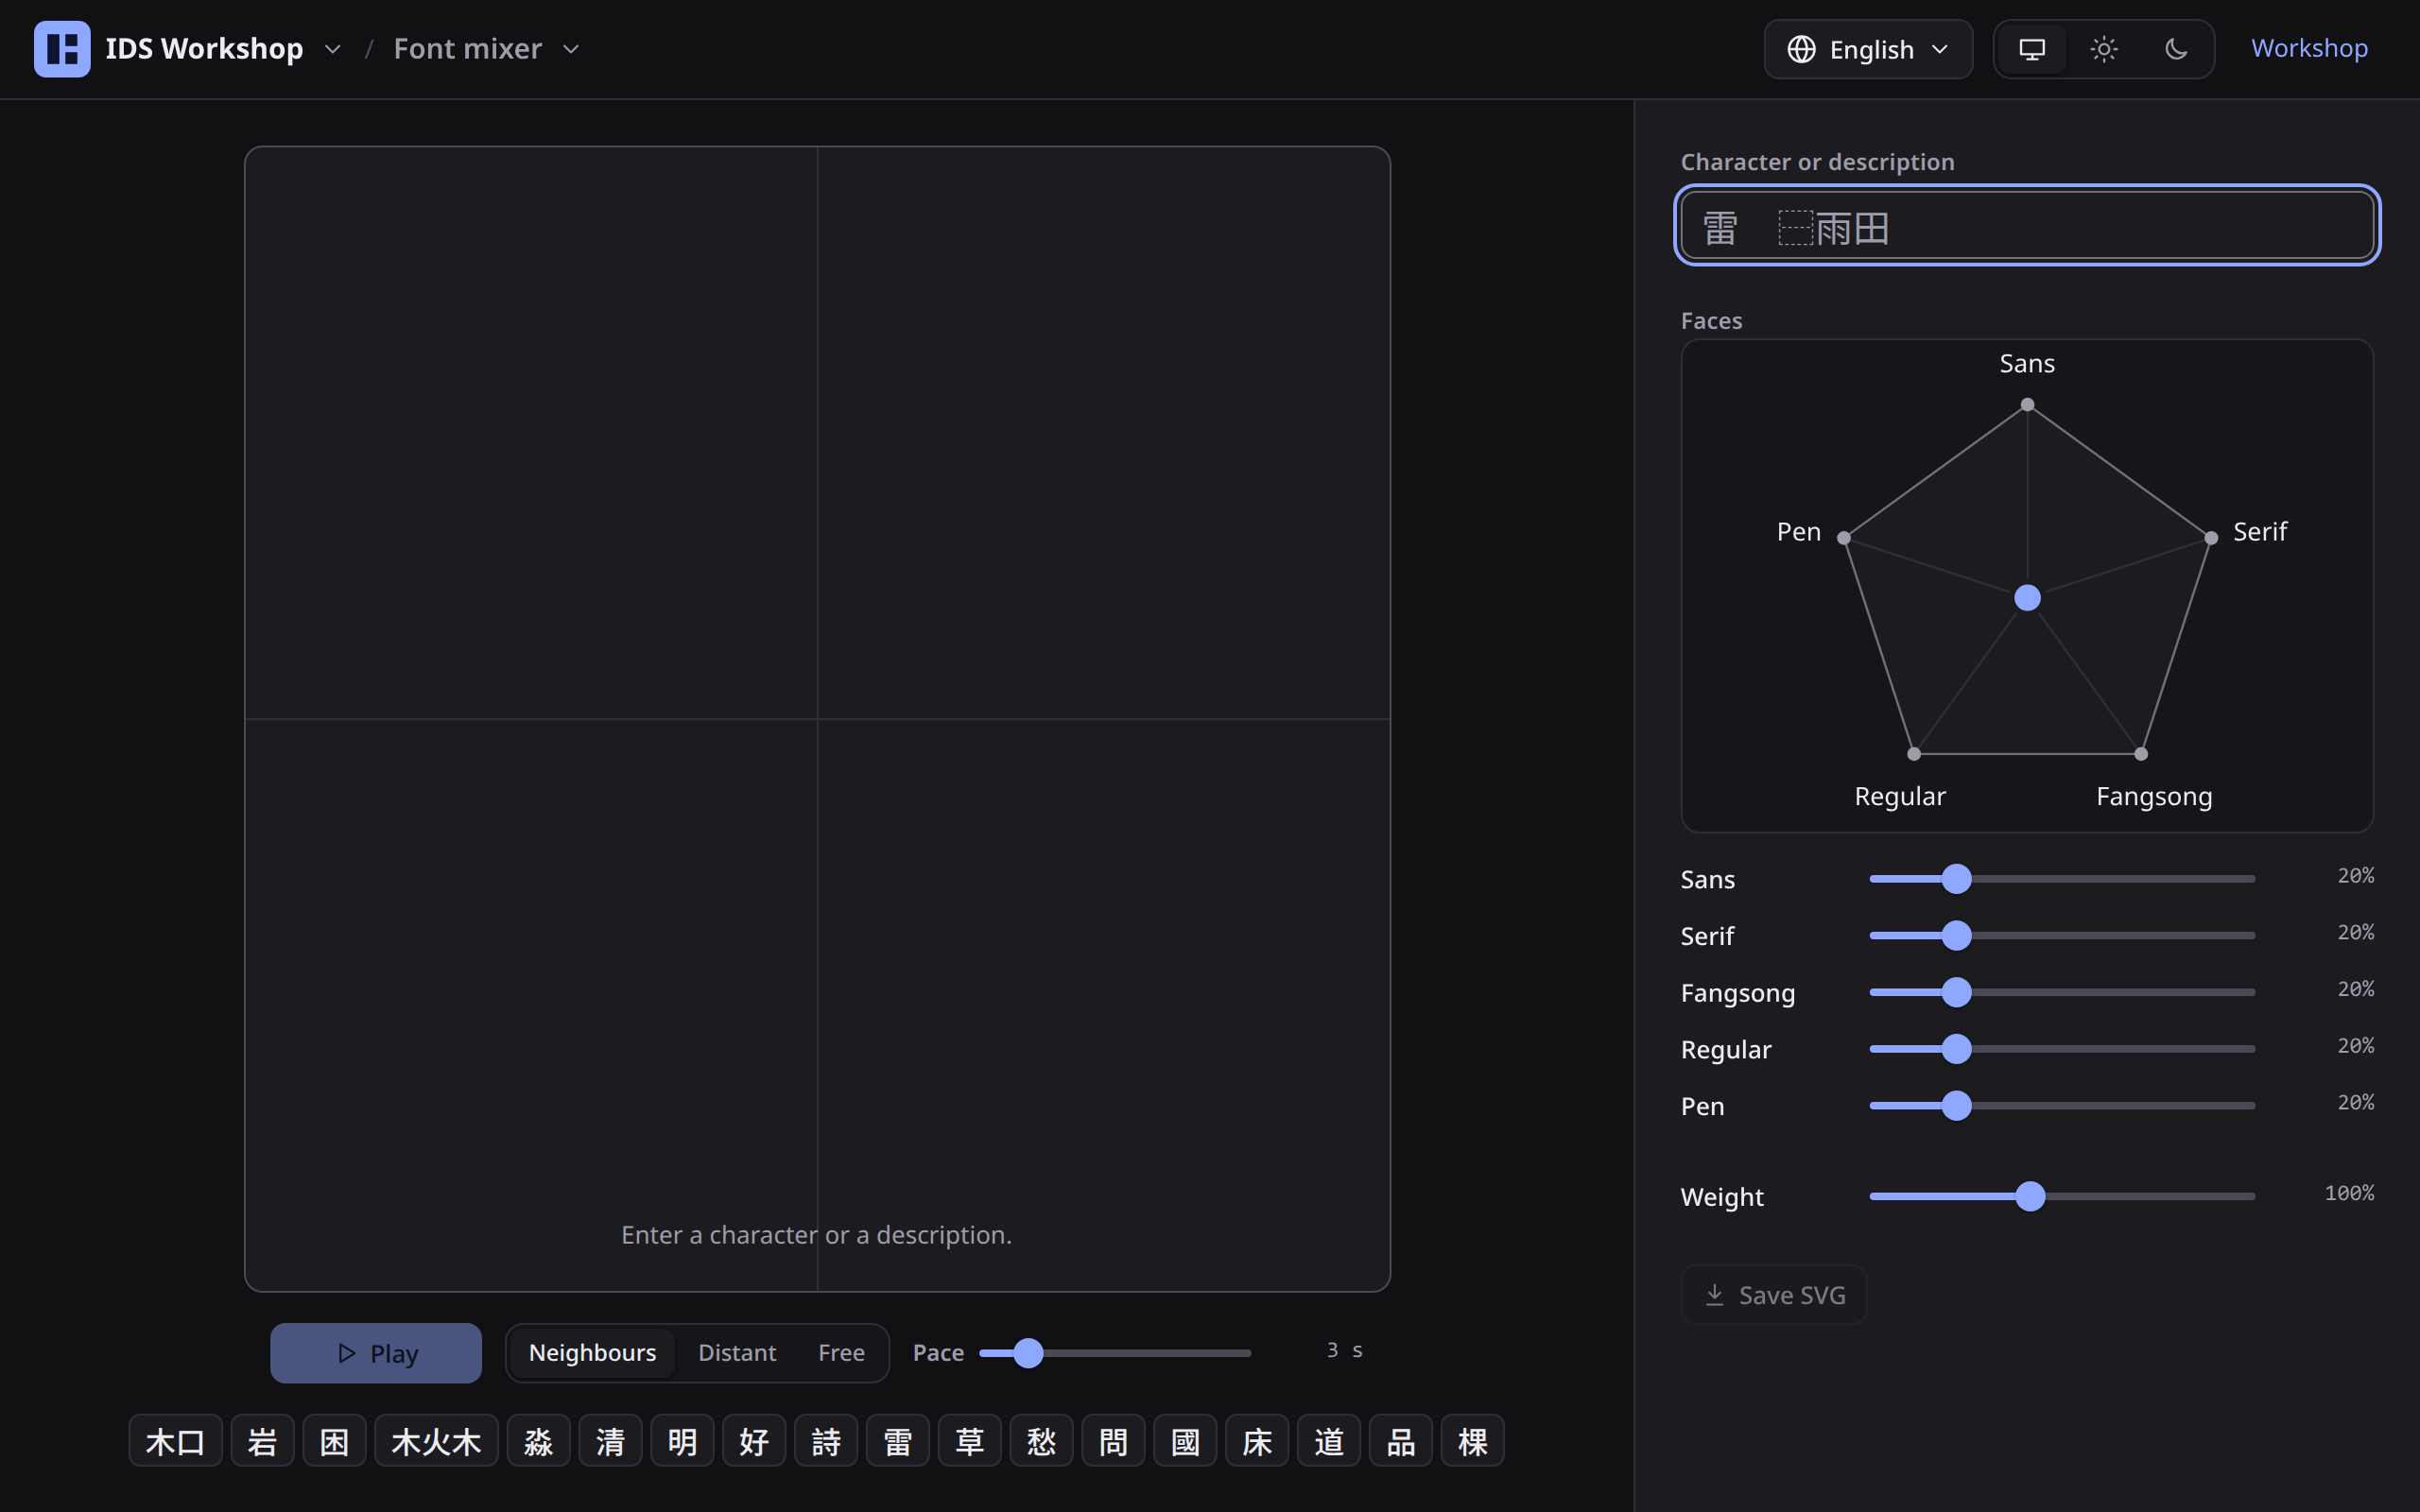 IDS Workshop / Font mixer
English
Workshop
Character or description
雷 ⿱雨田
Faces
Sans
Pen
Serif
Regular
Fangsong
Sans 20%
Serif 20%
Fangsong 20%
Regular 20%
Pen 20%
Weight 100%
Save SVG
Enter a character or a description.
Play
Neighbours Distant Free
Pace 3 s
木口 岩 困 木火木 淼 清 明 好 詩 雷 草 愁 問 國 床 道 品 棵